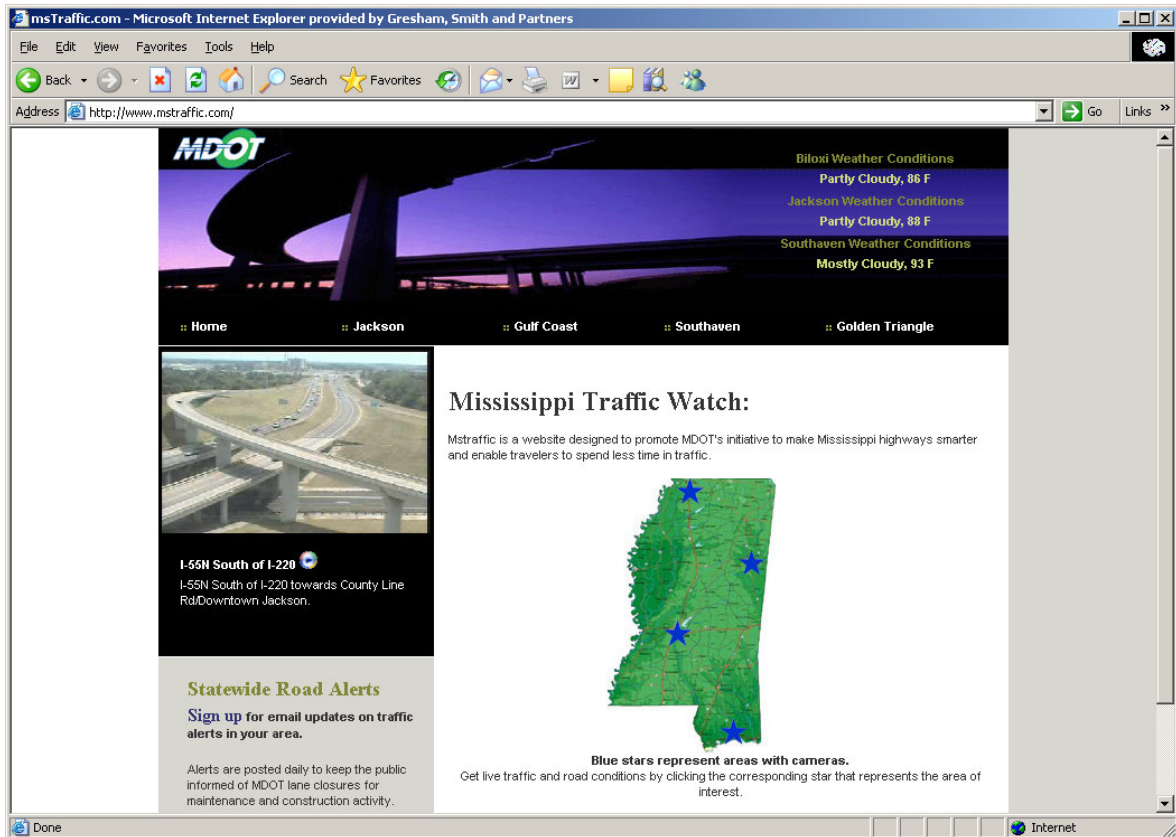 msTraffic.com - Microsoft Internet Explorer provided by Gresham, Smith and Partners
File Edit View Favorites Tools Help
Back Search Favorites
Address http://www.mstraffic.com/ Go Links »
MDOT
Biloxi Weather Conditions
Partly Cloudy, 86 F
Jackson Weather Conditions
Partly Cloudy, 88 F
Southaven Weather Conditions
Mostly Cloudy, 93 F
:: Home :: Jackson :: Gulf Coast :: Southaven :: Golden Triangle
I-55N South of I-220
I-55N South of I-220 towards County Line
Rd/Downtown Jackson.
Statewide Road Alerts
Sign up for email updates on traffic
alerts in your area.
Alerts are posted daily to keep the public
informed of MDOT lane closures for
maintenance and construction activity.
Mississippi Traffic Watch:
Mstraffic is a website designed to promote MDOT's initiative to make Mississippi highways smarter
and enable travelers to spend less time in traffic.
Blue stars represent areas with cameras.
Get live traffic and road conditions by clicking the corresponding star that represents the area of
interest.
Done Internet